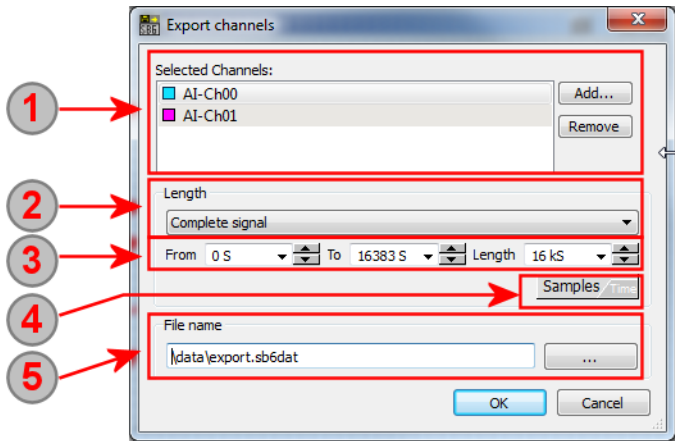 SB6 Export channels
Selected Channels:
AI-Ch00
Add...
AI-Ch01
Remove
1
Length
2
Complete signal
3
From 0 S To 16383 S Length 16 kS
4
Samples / Time
File name
5
\data\export.sb6dat
...
OK Cancel